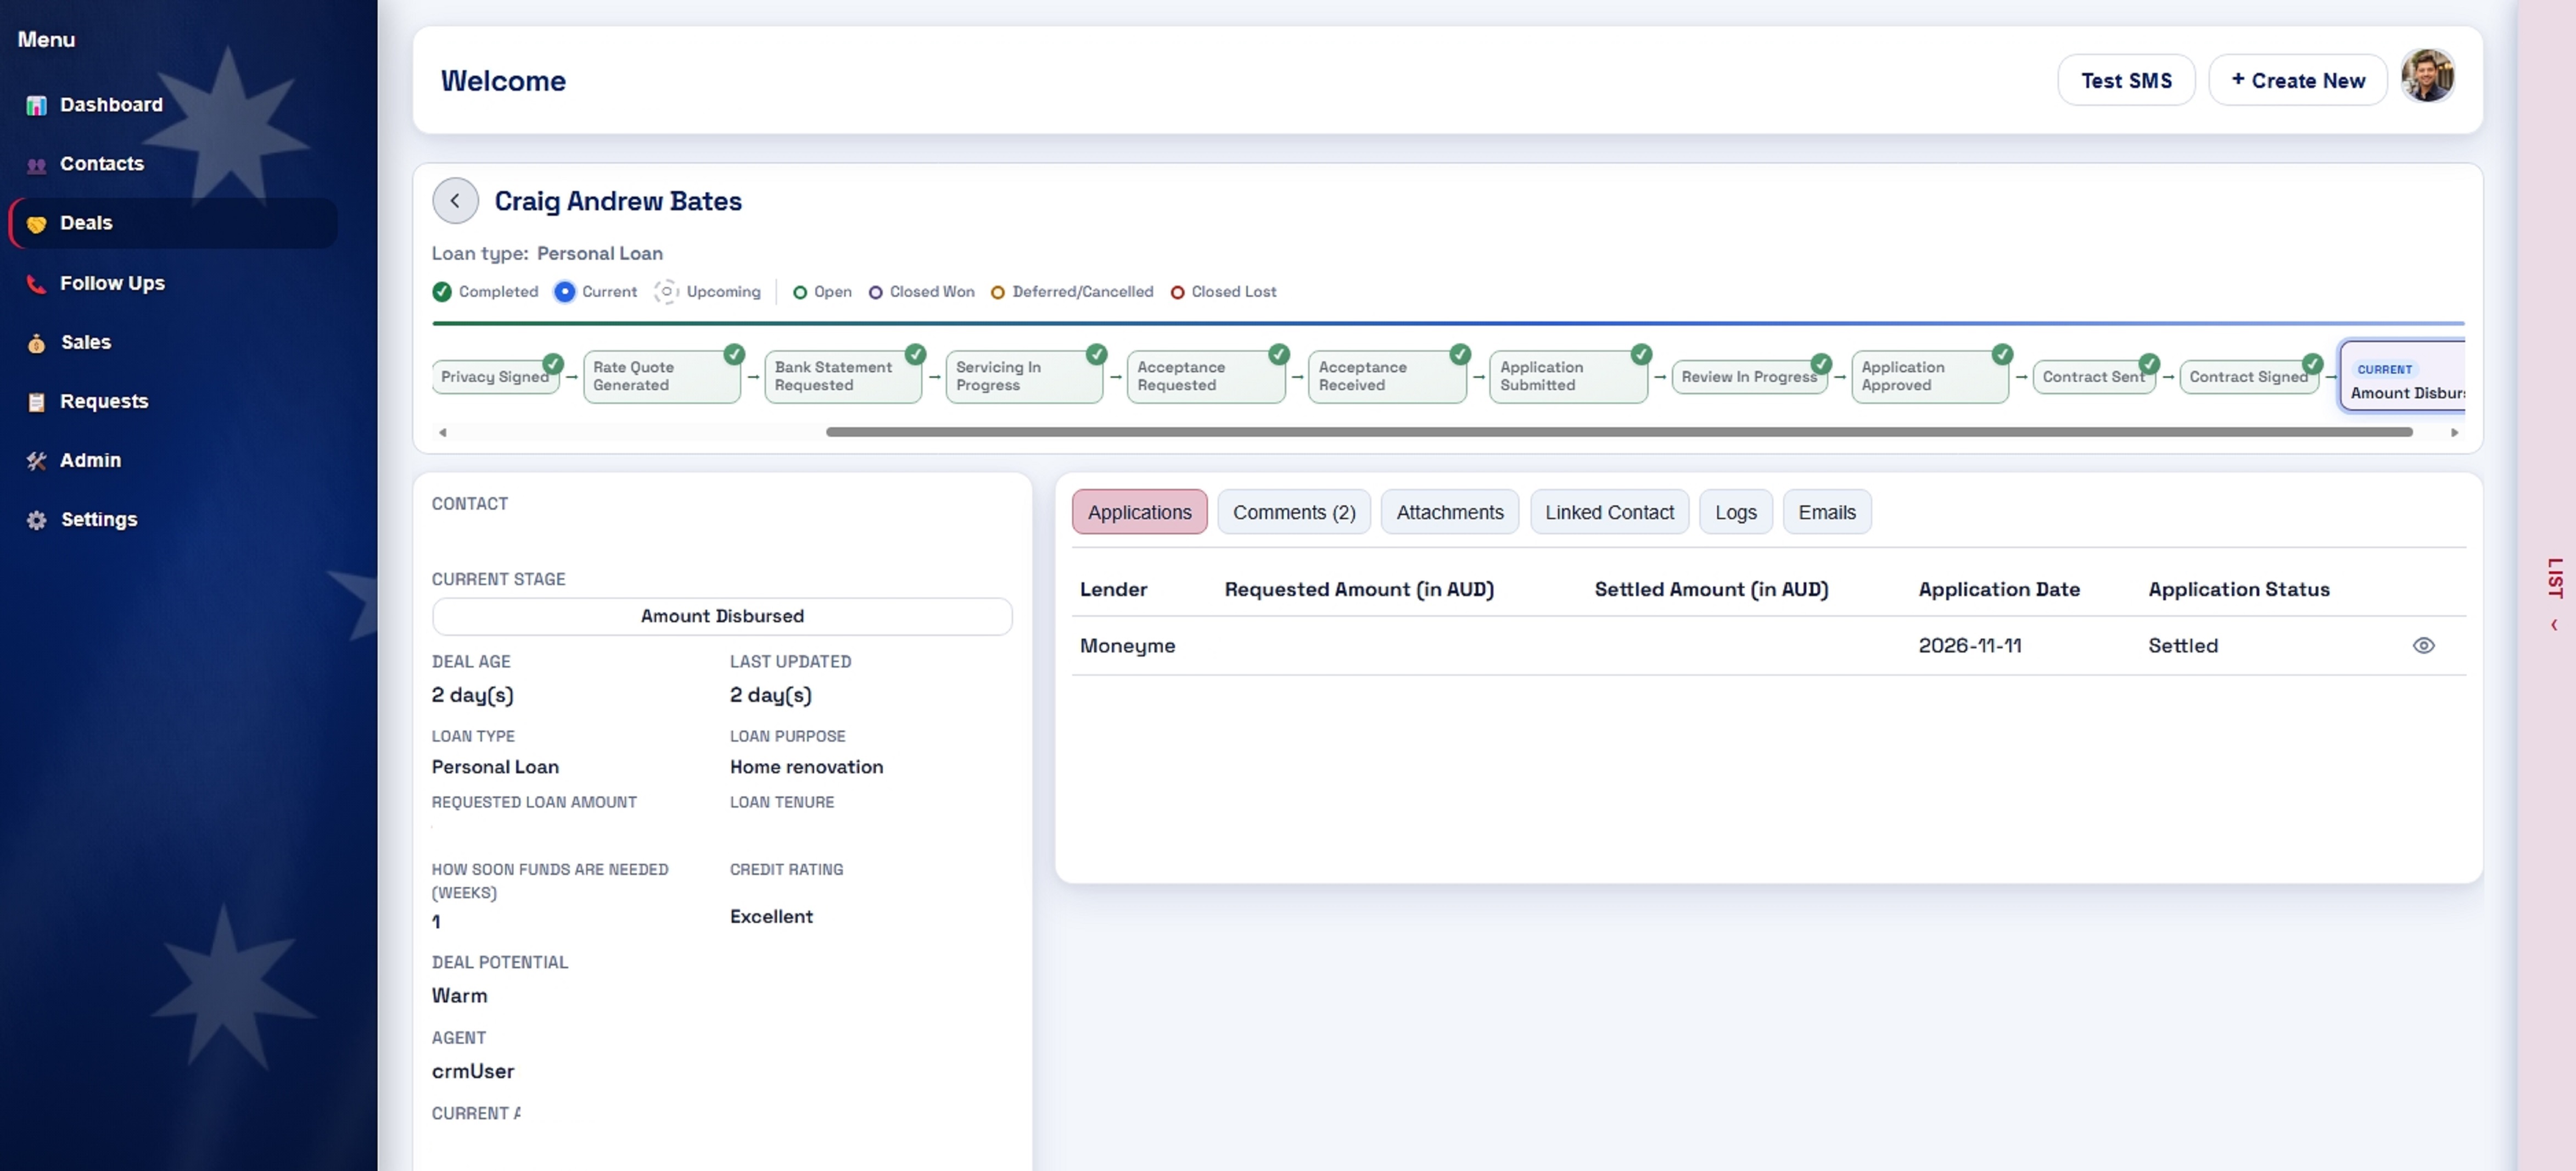 Menu
Dashboard
Contacts
Deals
Follow Ups
Sales
Requests
Admin
Settings
Welcome
Test SMS
+ Create New
Craig Andrew Bates
Loan type: Personal Loan
Completed Current Upcoming Open Closed Won Deferred/Cancelled Closed Lost
Privacy Signed
Rate Quote
Generated
Bank Statement
Requested
Servicing In
Progress
Acceptance
Requested
Acceptance
Received
Application
Submitted
Review In Progress
Application
Approved
Contract Sent
Contract Signed
CURRENT
Amount Disburs
CONTACT
CURRENT STAGE
Amount Disbursed
DEAL AGE
2 day(s)
LAST UPDATED
2 day(s)
LOAN TYPE
Personal Loan
LOAN PURPOSE
Home renovation
REQUESTED LOAN AMOUNT
LOAN TENURE
HOW SOON FUNDS ARE NEEDED
(WEEKS)
1
CREDIT RATING
Excellent
DEAL POTENTIAL
Warm
AGENT
crmUser
CURRENT
Applications Comments (2) Attachments Linked Contact Logs Emails
Lender Requested Amount (in AUD) Settled Amount (in AUD) Application Date Application Status
Moneyme 2026-11-11 Settled
LIST